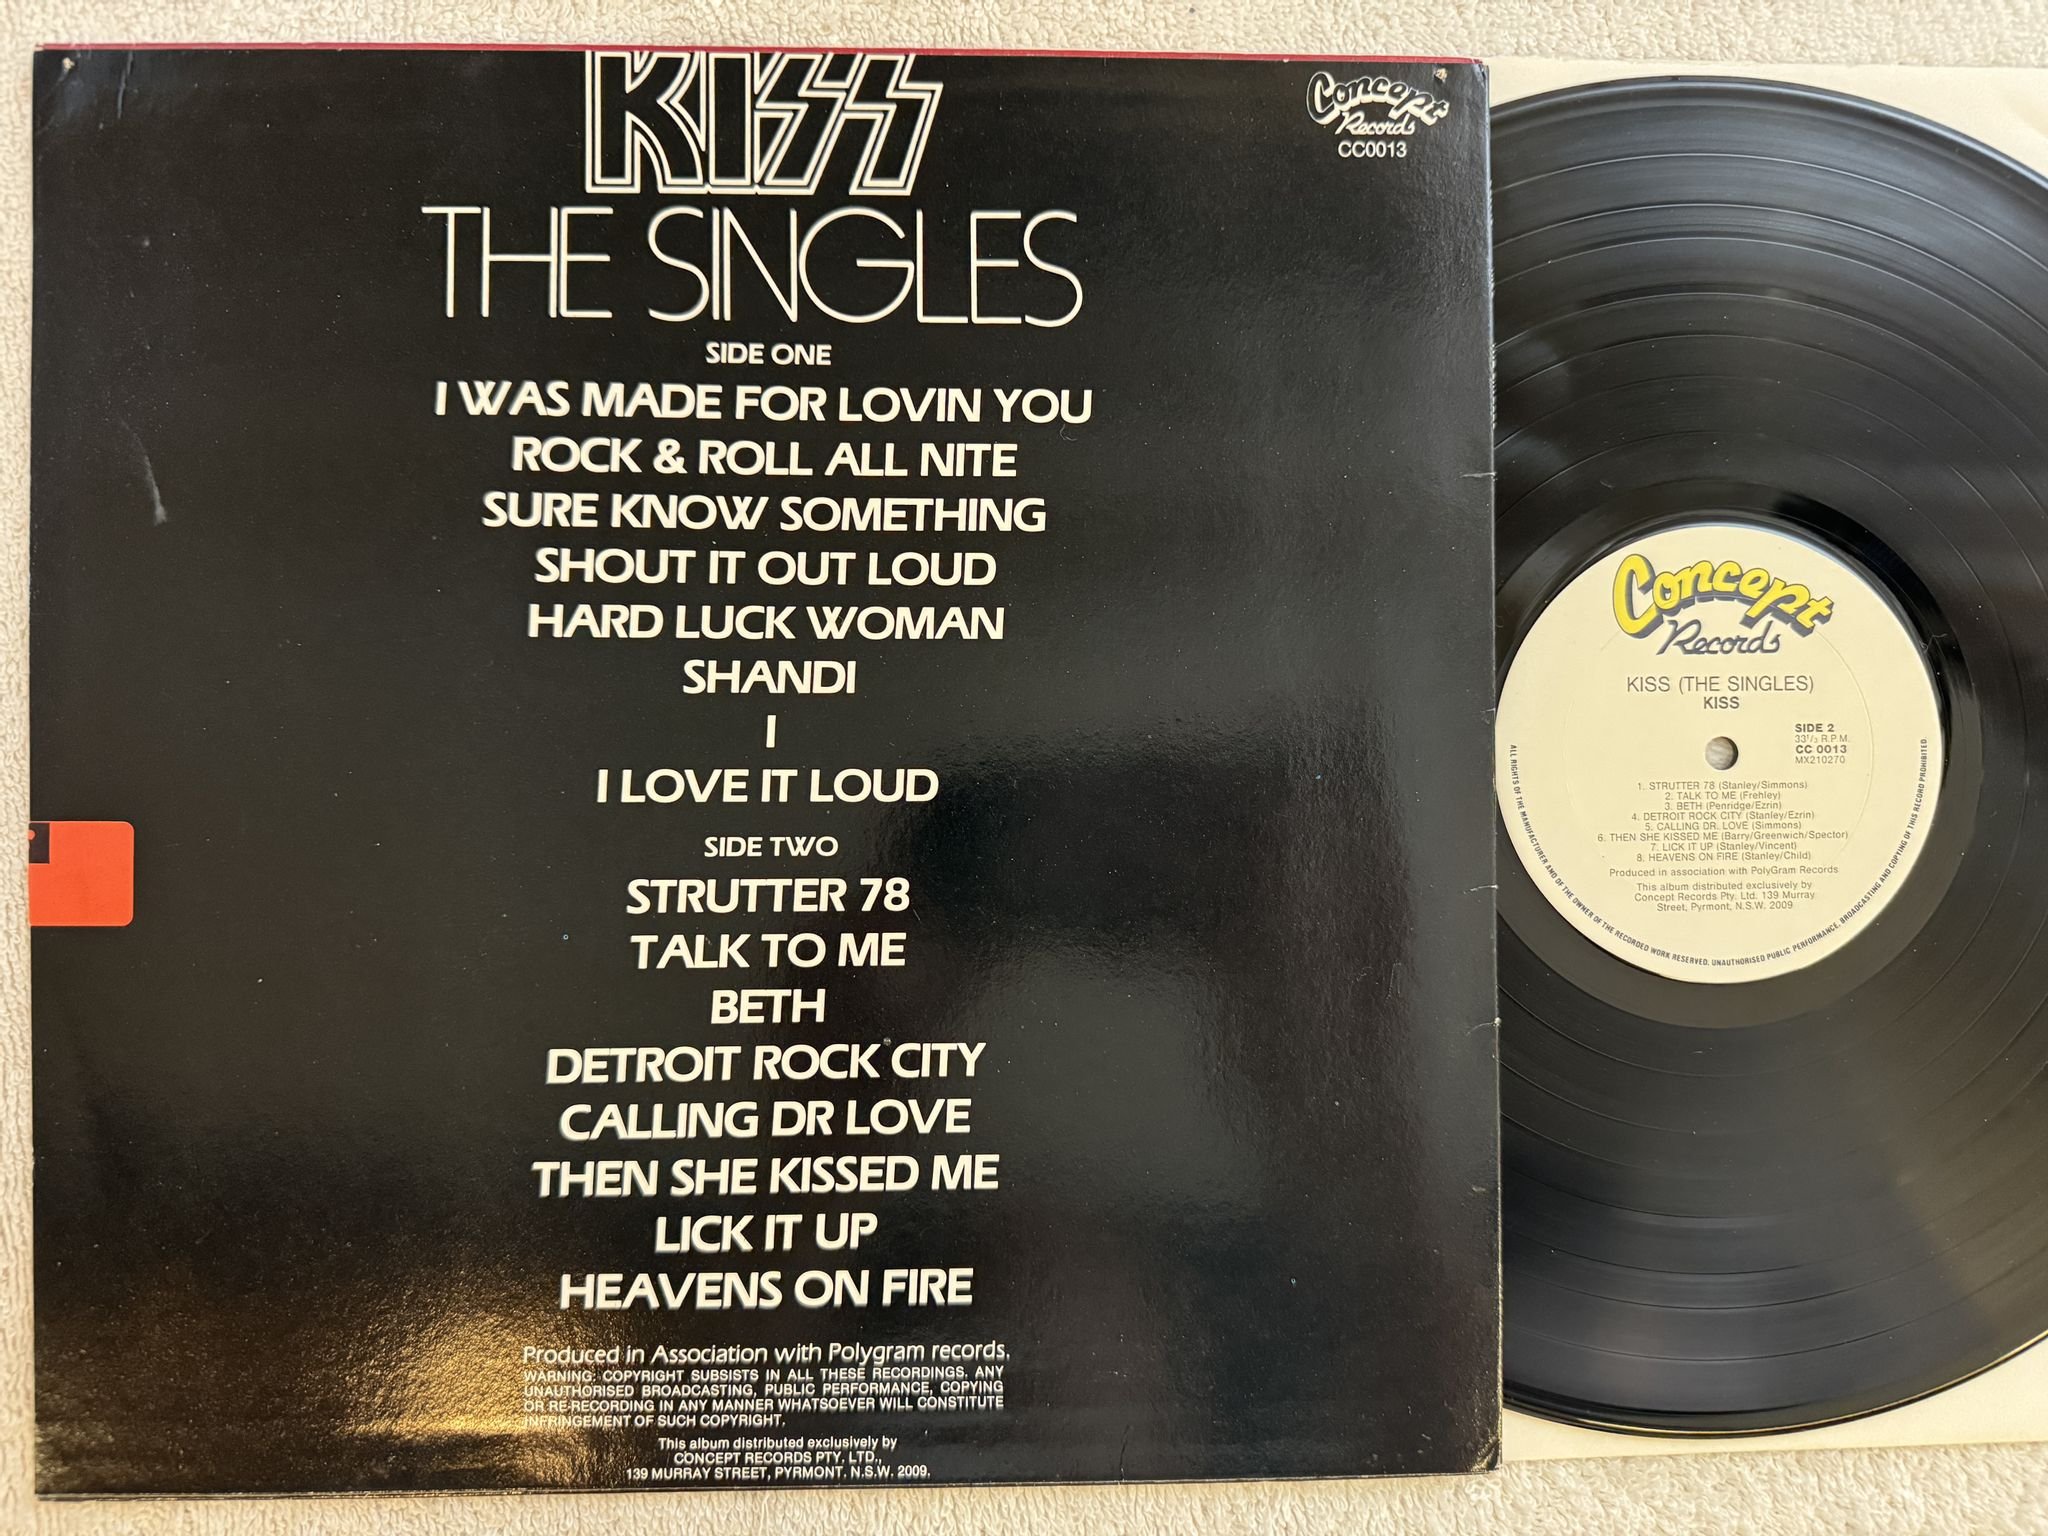 KISS
THE SINGLES
SIDE ONE
I WAS MADE FOR LOVIN YOU
ROCK & ROLL ALL NITE
SURE KNOW SOMETHING
SHOUT IT OUT LOUD
HARD LUCK WOMAN
SHANDI
I
I LOVE IT LOUD
SIDE TWO
STRUTTER 78
TALK TO ME
BETH
DETROIT ROCK CITY
CALLING DR LOVE
THEN SHE KISSED ME
LICK IT UP
HEAVENS ON FIRE
Produced in Association with Polygram records.
WARNING: COPYRIGHT SUBSISTS IN ALL THESE RECORDINGS. ANY
UNAUTHORISED BROADCASTING, PUBLIC PERFORMANCE, COPYING
OR RE-RECORDING IN ANY MANNER WHATSOEVER WILL CONSTITUTE
INFRINGEMENT OF SUCH COPYRIGHT.
This album distributed exclusively by
CONCEPT RECORDS PTY. LTD.,
139 MURRAY STREET, PYRMONT. N.S.W. 2009.
Concept
Records
CC0013
Concept
Records
KISS (THE SINGLES)
KISS
SIDE 2
33 1/3 R.P.M.
CC 0013
MX210270
1. STRUTTER 78 (Stanley/Simmons)
2. TALK TO ME (Frehley)
3. BETH (Penridge/Ezrin)
4. DETROIT ROCK CITY (Stanley/Ezrin)
5. CALLING DR. LOVE (Simmons)
6. THEN SHE KISSED ME (Barry/Greenwich/Spector)
7. LICK IT UP (Stanley/Vincent)
8. HEAVENS ON FIRE (Stanley/Child)
Produced in association with PolyGram Records
This album distributed exclusively by
Concept Records Pty. Ltd. 139 Murray
Street, Pyrmont, N.S.W. 2009
ALL RIGHTS OF THE MANUFACTURER AND OF THE OWNER OF THE RECORDED WORK RESERVED. UNAUTHORISED PUBLIC PERFORMANCE, BROADCASTING AND COPYING OF THIS RECORD PROHIBITED.